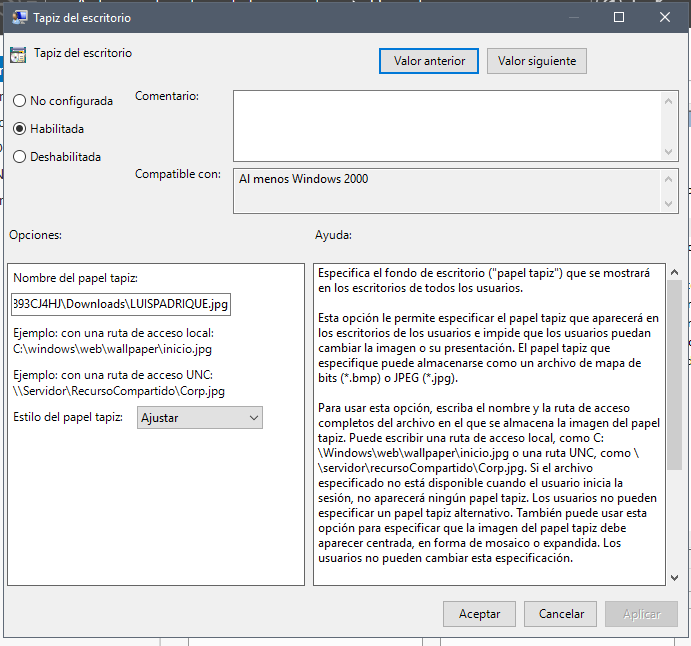 Tapiz del escritorio
Tapiz del escritorio
Valor anterior
Valor siguiente
No configurada
Habilitada
Deshabilitada
Comentario:
Compatible con:
Al menos Windows 2000
Opciones:
Ayuda:
Nombre del papel tapiz:
393CJ4HJ\Downloads\LUISPADRIQUE.jpg
Ejemplo: con una ruta de acceso local:
C:\windows\web\wallpaper\inicio.jpg
Ejemplo: con una ruta de acceso UNC:
\\Servidor\RecursoCompartido\Corp.jpg
Estilo del papel tapiz:
Ajustar
Especifica el fondo de escritorio ("papel tapiz") que se mostrará
en los escritorios de todos los usuarios.
Esta opción le permite especificar el papel tapiz que aparecerá en
los escritorios de los usuarios e impide que los usuarios puedan
cambiar la imagen o su presentación. El papel tapiz que
especifique puede almacenarse como un archivo de mapa de
bits (*.bmp) o JPEG (*.jpg).
Para usar esta opción, escriba el nombre y la ruta de acceso
completos del archivo en el que se almacena la imagen del papel
tapiz. Puede escribir una ruta de acceso local, como C:
\Windows\web\wallpaper\inicio.jpg o una ruta UNC, como \
\servidor\recursoCompartido\Corp.jpg. Si el archivo
especificado no está disponible cuando el usuario inicia la
sesión, no aparecerá ningún papel tapiz. Los usuarios no pueden
especificar un papel tapiz alternativo. También puede usar esta
opción para especificar que la imagen del papel tapiz debe
aparecer centrada, en forma de mosaico o expandida. Los
usuarios no pueden cambiar esta especificación.
Aceptar
Cancelar
Aplicar